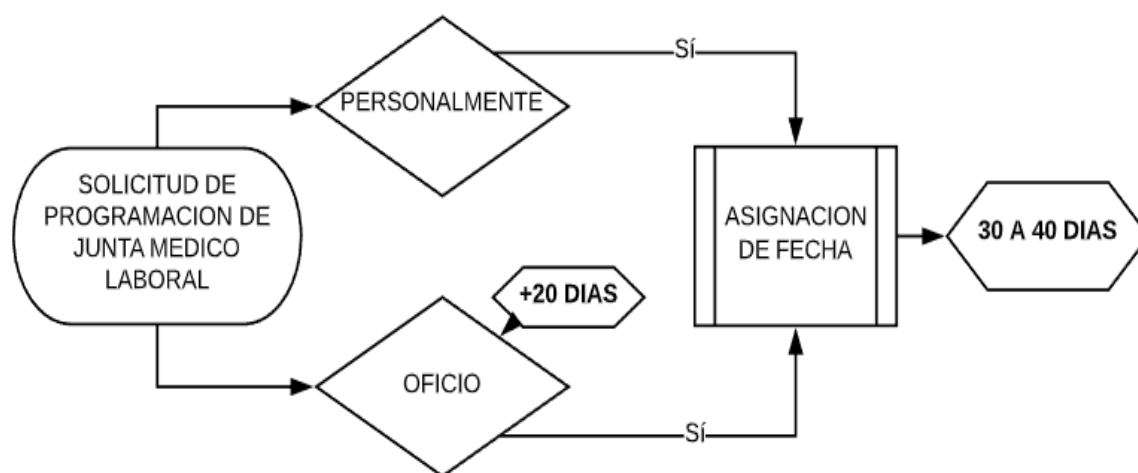 Sí
PERSONALMENTE
SOLICITUD DE
PROGRAMACION DE
JUNTA MEDICO
LABORAL
ASIGNACION
DE FECHA
30 A 40 DIAS
+20 DIAS
OFICIO
Sí